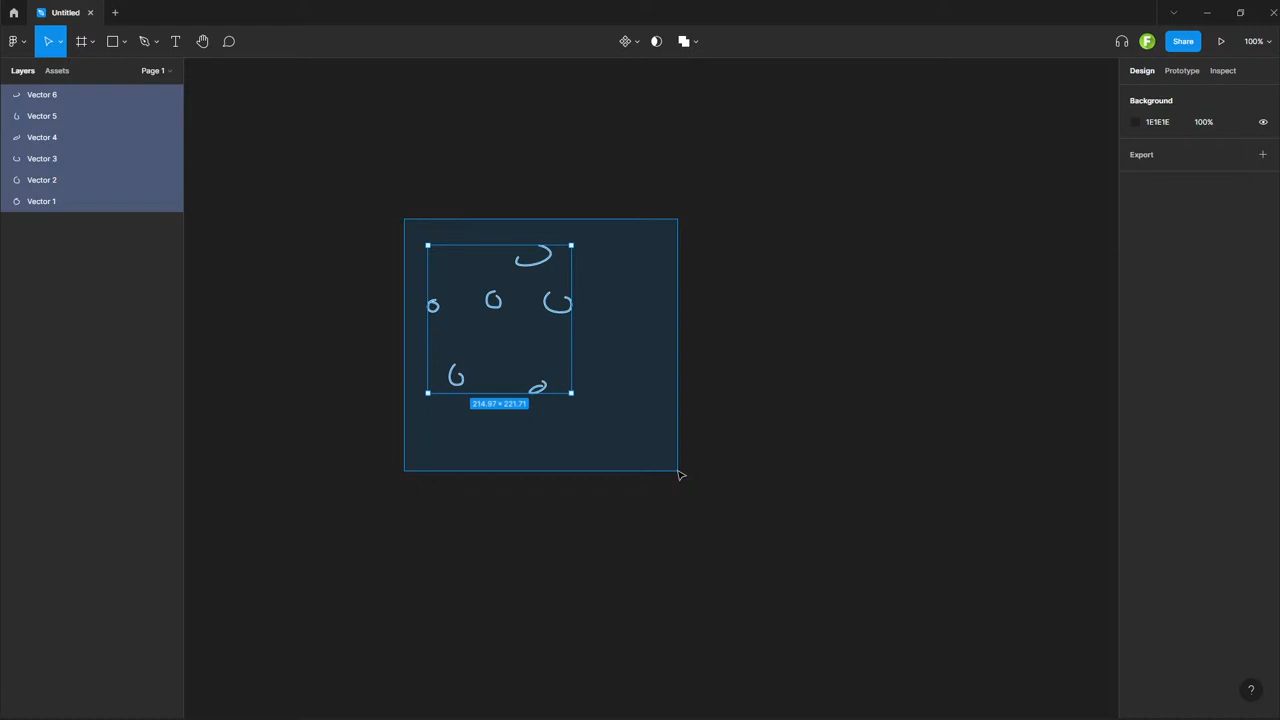 Untitled
F
Share
100%
Layers
Assets
Page 1
Design
Prototype
Inspect
Vector 6
Background
Vector 5
1E1E1E
100%
Vector 4
Export
Vector 3
Vector 2
Vector 1
214.97 × 221.71
?